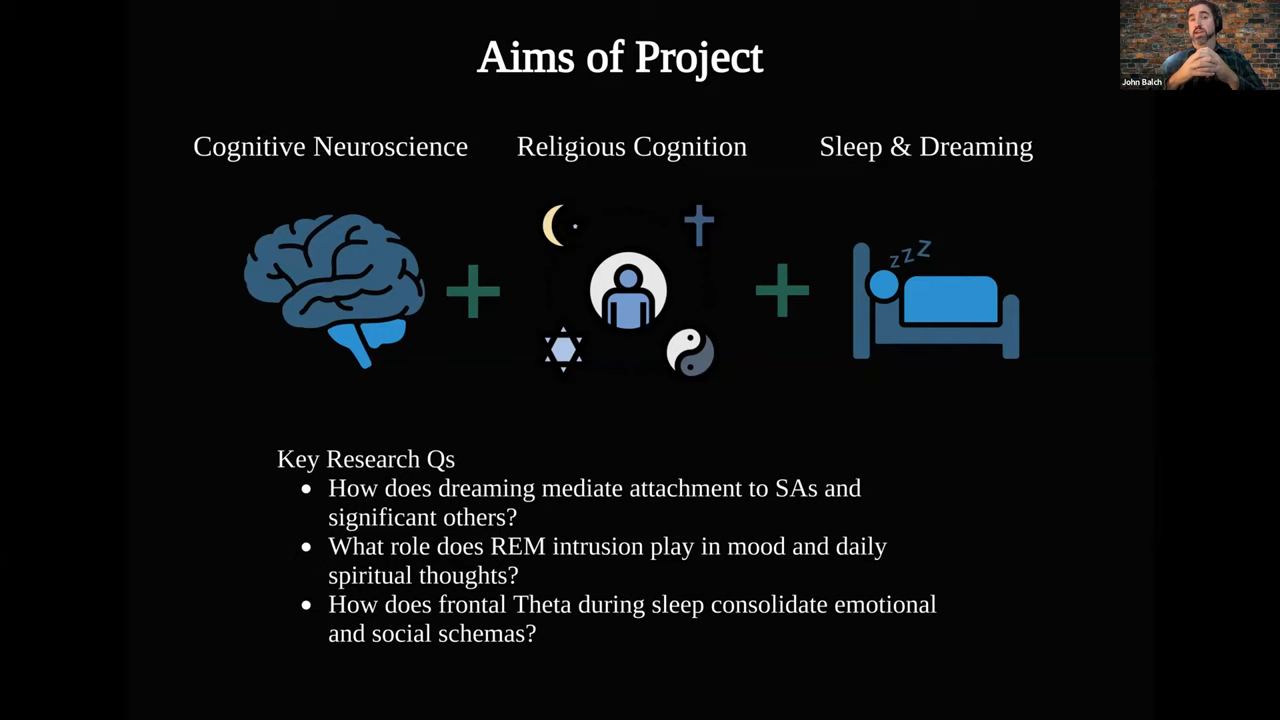 Aims of Project
John Balch
Cognitive Neuroscience
Religious Cognition
Sleep & Dreaming
zzZ
Key Research Qs
• How does dreaming mediate attachment to SAs and
significant others?
• What role does REM intrusion play in mood and daily
spiritual thoughts?
• How does frontal Theta during sleep consolidate emotional
and social schemas?